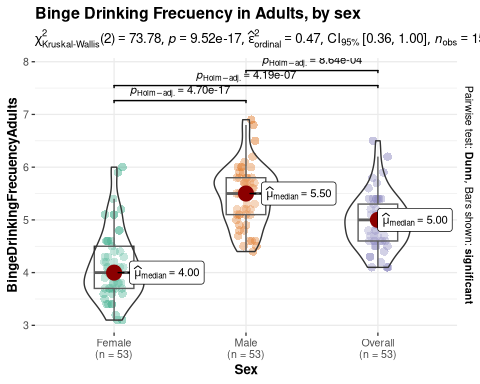 Binge Drinking Frecuency in Adults, by sex
χ²Kruskal-Wallis(2) = 73.78, p = 9.52e-17, ε̂²ordinal = 0.47, CI95% [0.36, 1.00], nobs =
8
7
6
5
4
3
BingeDrinkingFrecuencyAdults
pHolm-adj. = 8.64e-04
pHolm-adj. = 4.19e-07
pHolm-adj. = 4.70e-17
μ̂median = 5.50
μ̂median = 5.00
μ̂median = 4.00
Pairwise test: Dunn, Bars shown: significant
Female
(n = 53)
Male
(n = 53)
Overall
(n = 53)
Sex